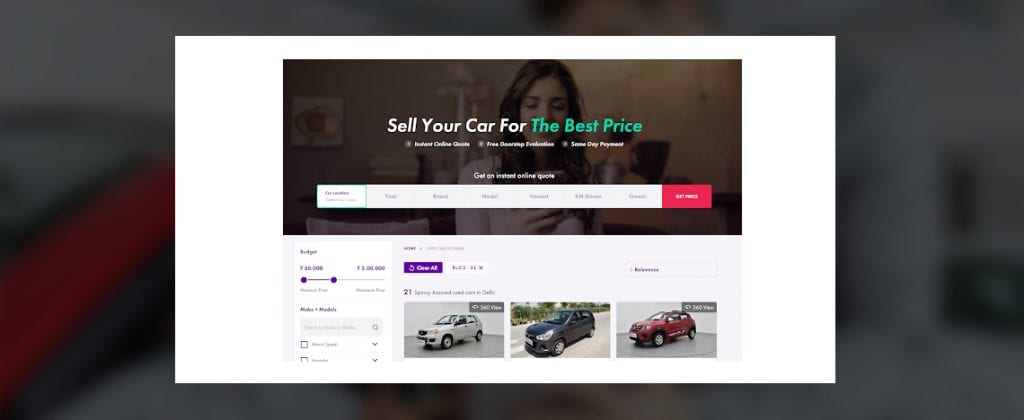 Sell Your Car For The Best Price
Instant Online Quote Free Doorstep Evaluation Same Day Payment
Get an instant online quote
Car Location
Select Car Location
Year Brand Model Variant KM Driven Owner GET PRICE
Budget
₹ 50,000 ₹ 3,00,000
Minimum Price Maximum Price
Make + Models
Search by Make or Model...
Maruti Suzuki
Hyundai
HOME > USED CARS IN DELHI
Clear All Rs 0.5 - 3 L X
Relevance
21 Spinny Assured used cars in Delhi
360 View
360 View